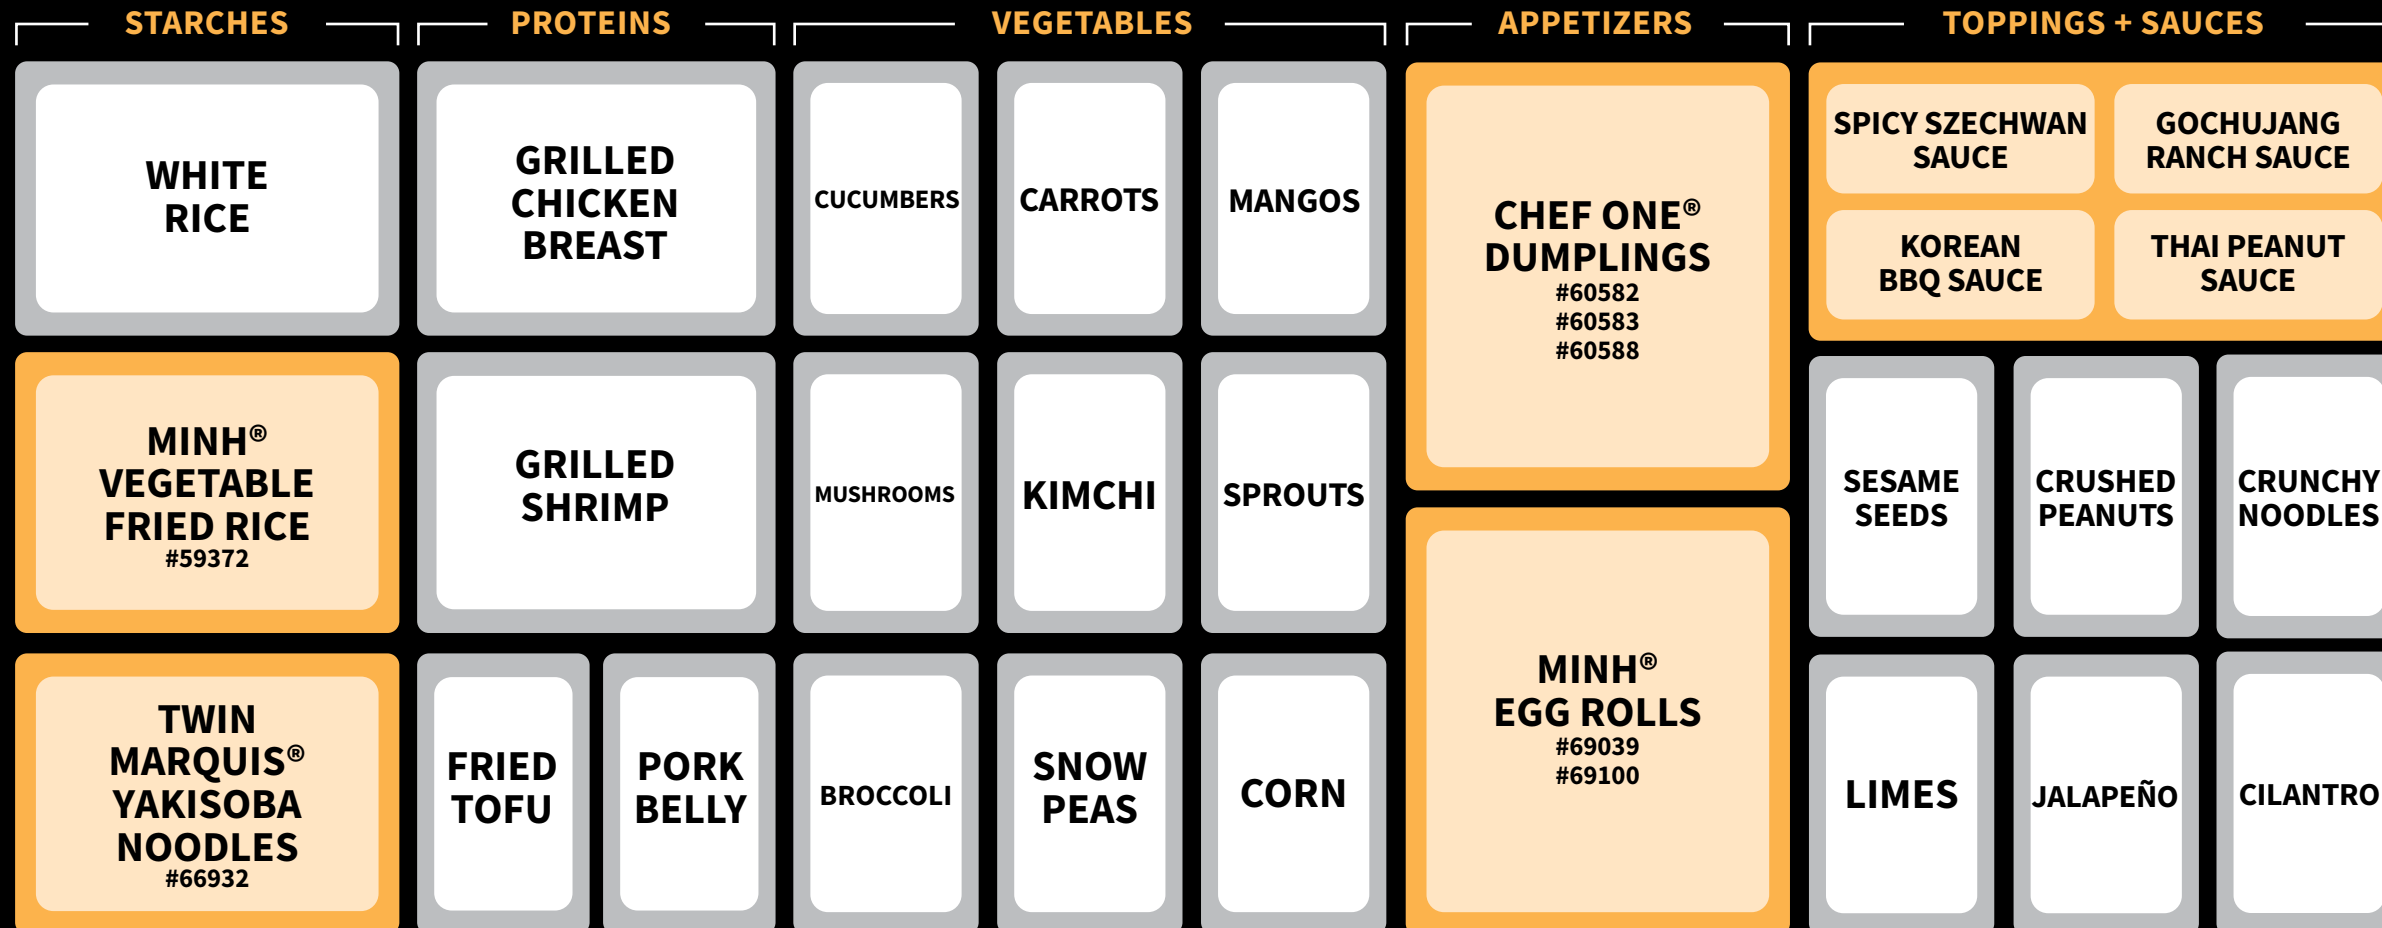 STARCHES
PROTEINS
VEGETABLES
APPETIZERS
TOPPINGS + SAUCES
WHITE
RICE
MINH®
VEGETABLE
FRIED RICE
#59372
TWIN
MARQUIS®
YAKISOBA
NOODLES
#66932
GRILLED
CHICKEN
BREAST
GRILLED
SHRIMP
FRIED
TOFU
PORK
BELLY
CUCUMBERS
CARROTS
MANGOS
MUSHROOMS
KIMCHI
SPROUTS
BROCCOLI
SNOW
PEAS
CORN
CHEF ONE®
DUMPLINGS
#60582
#60583
#60588
MINH®
EGG ROLLS
#69039
#69100
SPICY SZECHWAN
SAUCE
GOCHUJANG
RANCH SAUCE
KOREAN
BBQ SAUCE
THAI PEANUT
SAUCE
SESAME
SEEDS
CRUSHED
PEANUTS
CRUNCHY
NOODLES
LIMES
JALAPEÑO
CILANTRO